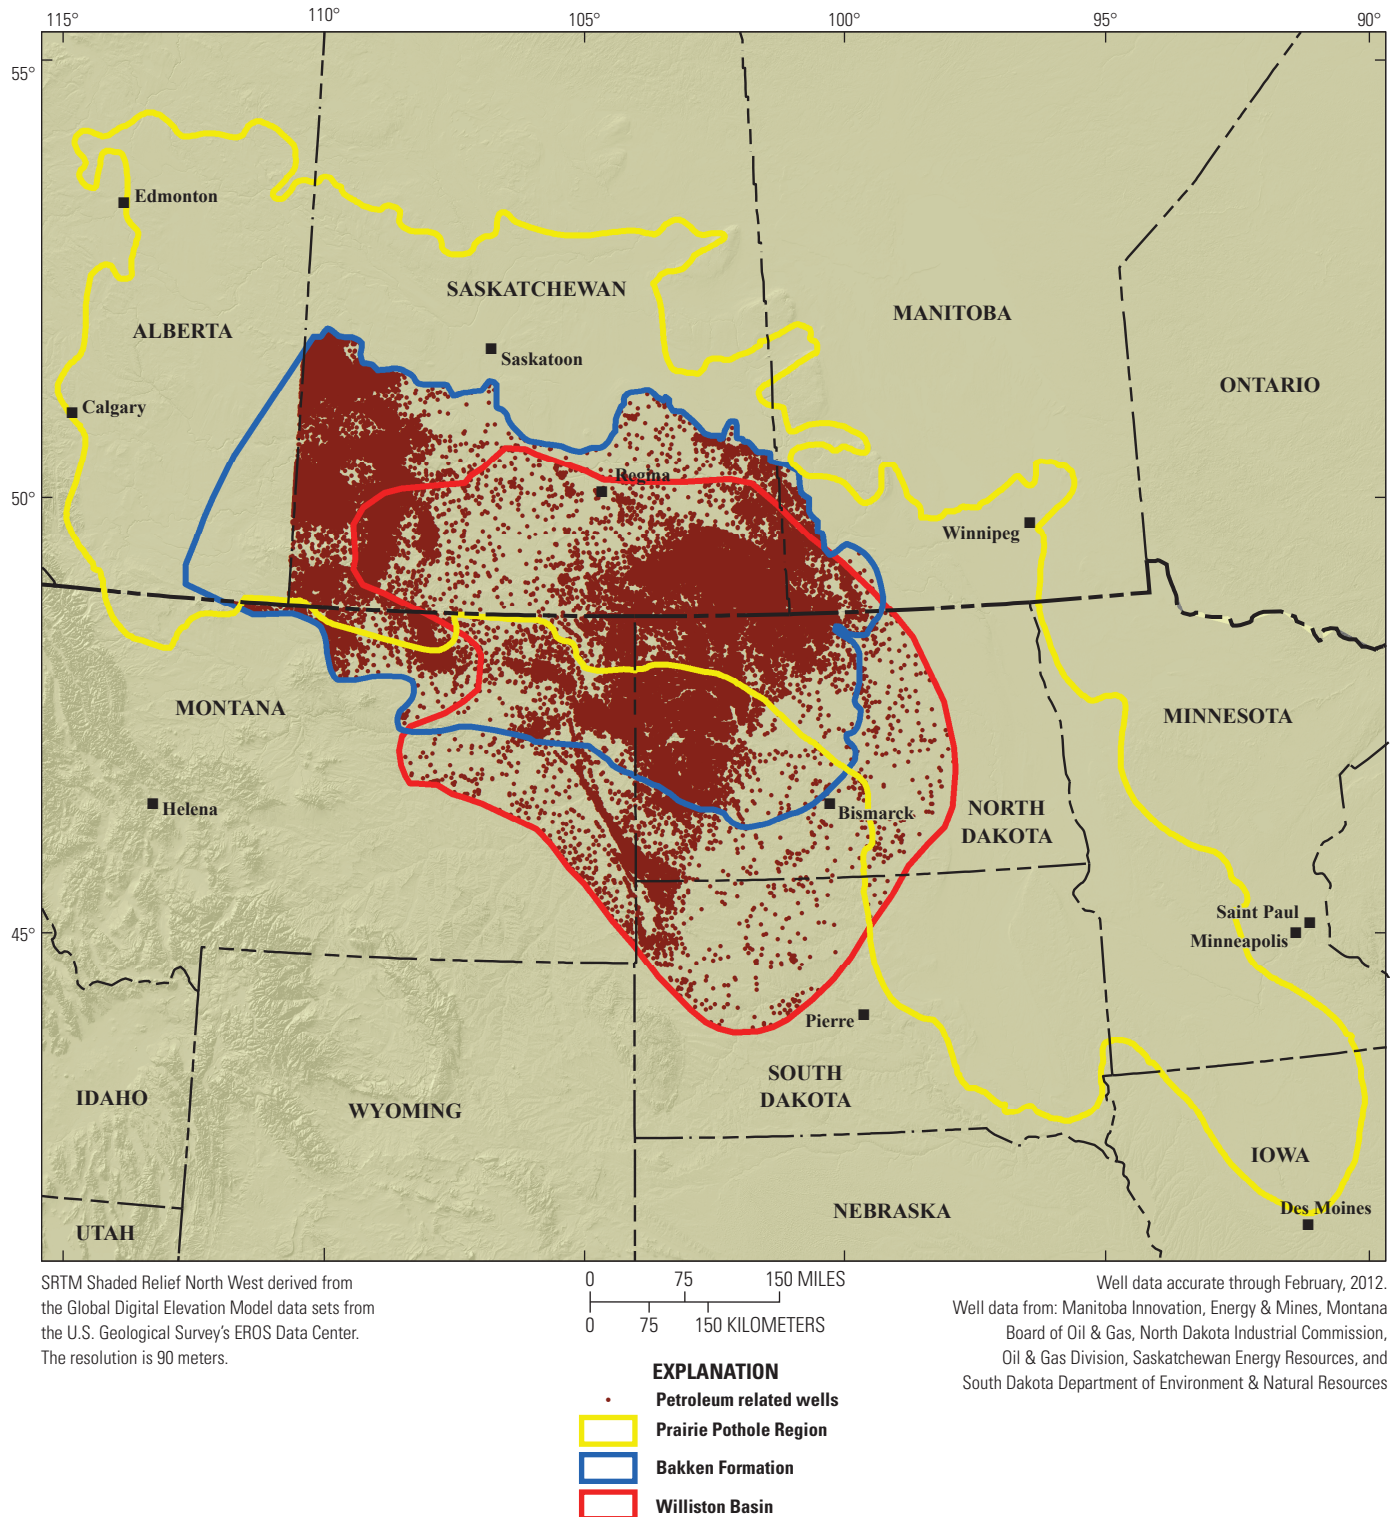 115°
110°
105°
100°
95°
90°
55°
Edmonton
SASKATCHEWAN
MANITOBA
ALBERTA
Saskatoon
ONTARIO
Calgary
Regina
50°
Winnipeg
MONTANA
MINNESOTA
Helena
Bismarck
NORTH
DAKOTA
Saint Paul
Minneapolis
45°
Pierre
SOUTH
DAKOTA
IDAHO
WYOMING
IOWA
NEBRASKA
Des Moines
UTAH
SRTM Shaded Relief North West derived from
the Global Digital Elevation Model data sets from
the U.S. Geological Survey's EROS Data Center.
The resolution is 90 meters.
0 75 150 MILES
0 75 150 KILOMETERS
Well data accurate through February, 2012.
Well data from: Manitoba Innovation, Energy & Mines, Montana
Board of Oil & Gas, North Dakota Industrial Commission,
Oil & Gas Division, Saskatchewan Energy Resources, and
South Dakota Department of Environment & Natural Resources
EXPLANATION
Petroleum related wells
Prairie Pothole Region
Bakken Formation
Williston Basin